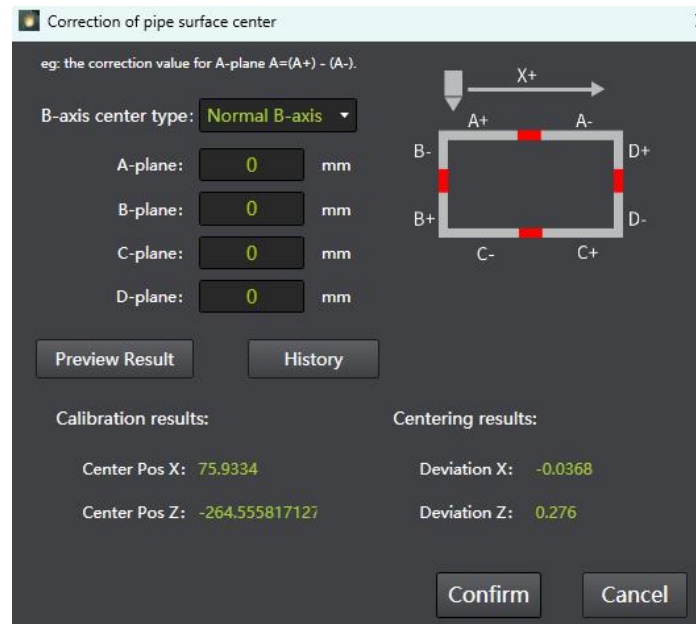 Correction of pipe surface center
eg: the correction value for A-plane A=(A+) - (A-).
B-axis center type: Normal B-axis
A-plane: 0 mm
B-plane: 0 mm
C-plane: 0 mm
D-plane: 0 mm
X+
A+ A-
B- D+
B+ D-
C- C+
Preview Result History
Calibration results: Centering results:
Center Pos X: 75.9334 Deviation X: -0.0368
Center Pos Z: -264.555817127 Deviation Z: 0.276
Confirm Cancel